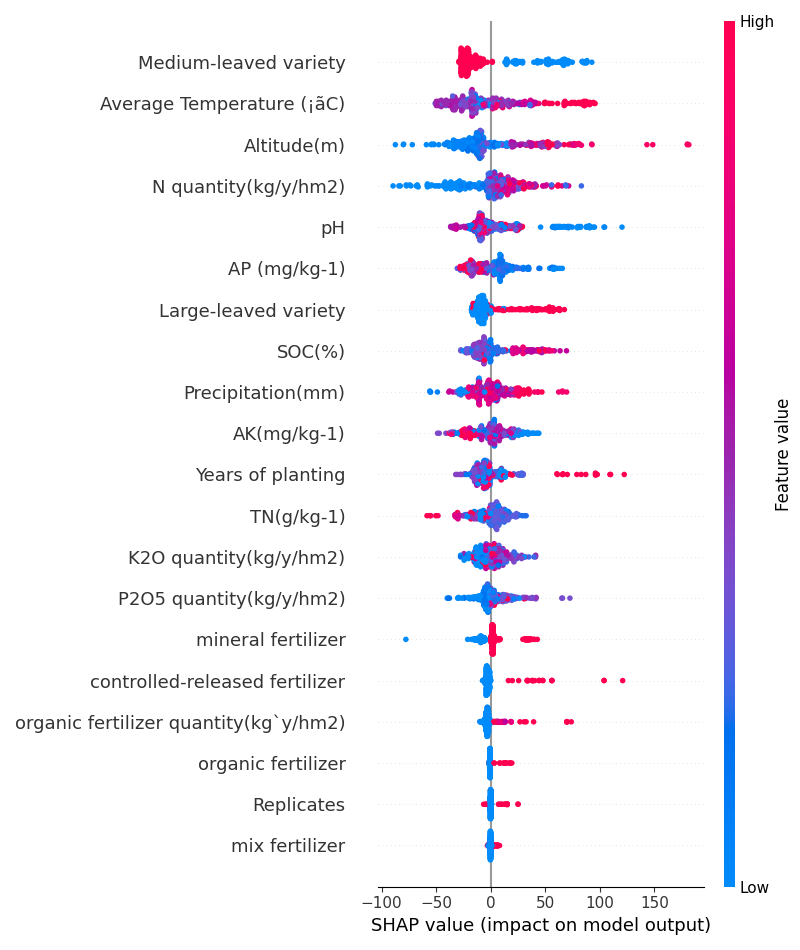 High
Medium-leaved variety
Average Temperature (¡ãC)
Altitude(m)
N quantity(kg/y/hm2)
pH
AP (mg/kg-1)
Large-leaved variety
SOC(%)
Precipitation(mm)
AK(mg/kg-1)
Years of planting
TN(g/kg-1)
K2O quantity(kg/y/hm2)
P2O5 quantity(kg/y/hm2)
mineral fertilizer
controlled-released fertilizer
organic fertilizer quantity(kg`y/hm2)
organic fertilizer
Replicates
mix fertilizer
Feature value
Low
−100 −50 0 50 100 150
SHAP value (impact on model output)